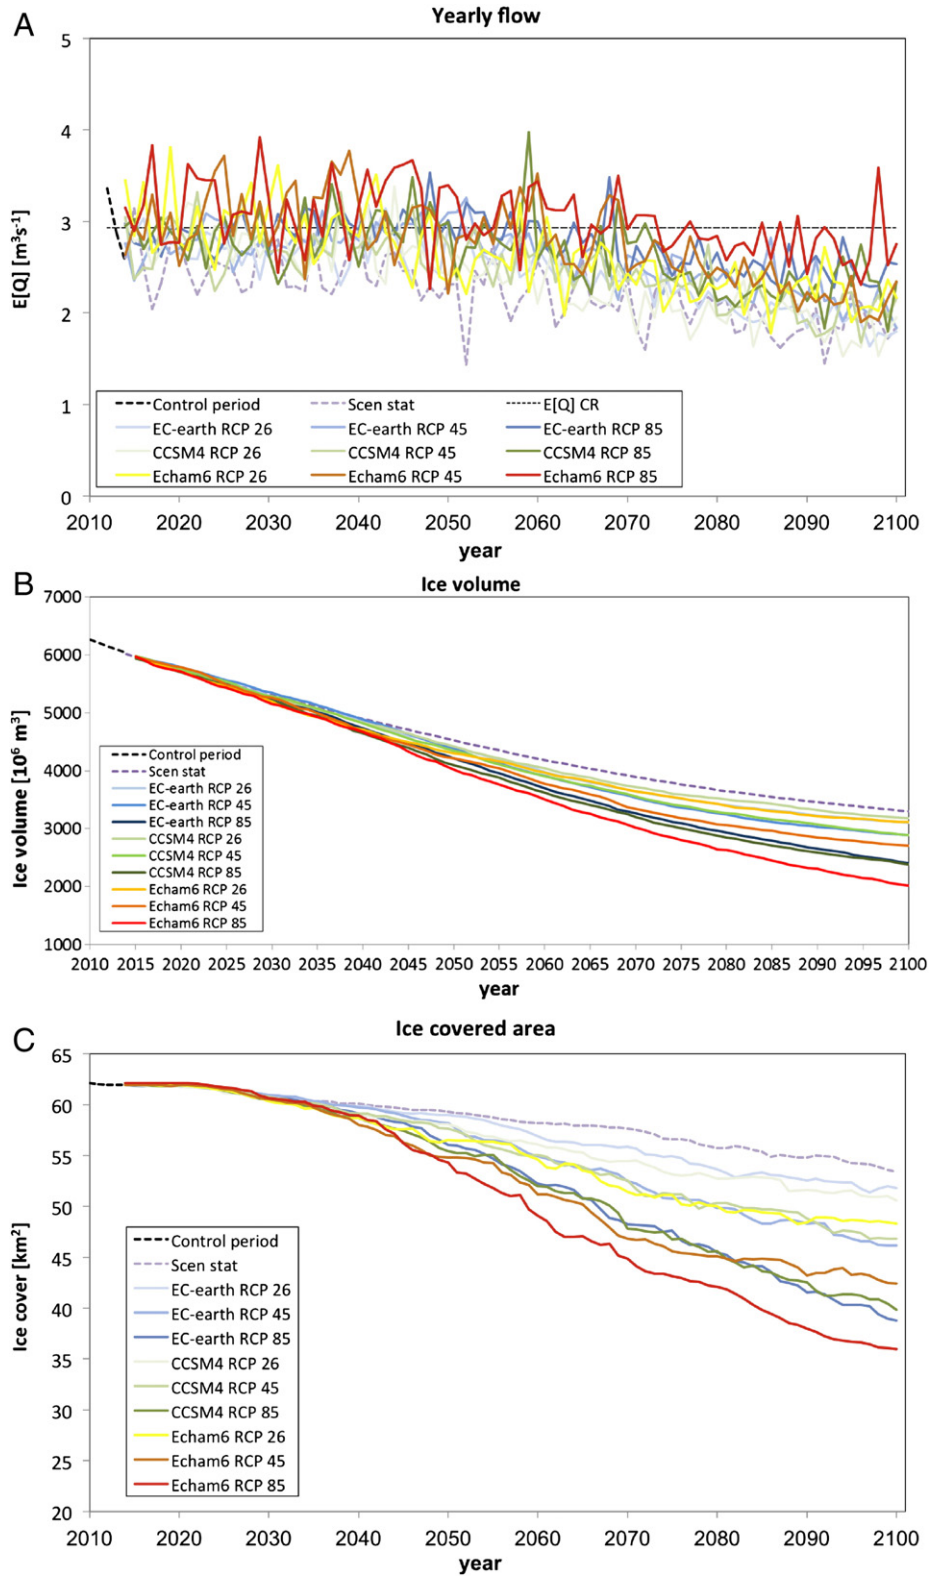 A
Yearly flow
5
4
3
2
1
0
E[Q] [m³s⁻¹]
Control period
Scen stat
E[Q] CR
EC-earth RCP 26
EC-earth RCP 45
EC-earth RCP 85
CCSM4 RCP 26
CCSM4 RCP 45
CCSM4 RCP 85
Echam6 RCP 26
Echam6 RCP 45
Echam6 RCP 85
2010 2020 2030 2040 2050 2060 2070 2080 2090 2100
year
B
Ice volume
7000
6000
5000
4000
3000
2000
1000
Ice volume [10⁶ m³]
Control period
Scen stat
EC-earth RCP 26
EC-earth RCP 45
EC-earth RCP 85
CCSM4 RCP 26
CCSM4 RCP 45
CCSM4 RCP 85
Echam6 RCP 26
Echam6 RCP 45
Echam6 RCP 85
2010 2015 2020 2025 2030 2035 2040 2045 2050 2055 2060 2065 2070 2075 2080 2085 2090 2095 2100
year
C
Ice covered area
65
60
55
50
45
40
35
30
25
20
Ice cover [km²]
Control period
Scen stat
EC-earth RCP 26
EC-earth RCP 45
EC-earth RCP 85
CCSM4 RCP 26
CCSM4 RCP 45
CCSM4 RCP 85
Echam6 RCP 26
Echam6 RCP 45
Echam6 RCP 85
2010 2020 2030 2040 2050 2060 2070 2080 2090 2100
year